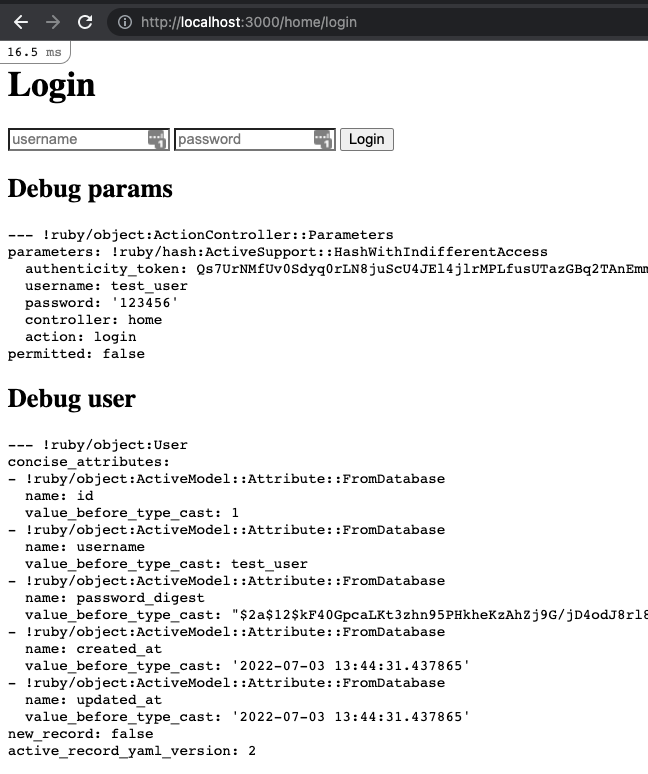 http://localhost:3000/home/login
16.5 ms
Login
username password Login
Debug params
--- !ruby/object:ActionController::Parameters
parameters: !ruby/hash:ActiveSupport::HashWithIndifferentAccess
authenticity_token: Qs7UrNMfUv0Sdyq0rLN8juScU4JEl4jlrMPLfusUTazGBq2TAnEmm
username: test_user
password: '123456'
controller: home
action: login
permitted: false
Debug user
--- !ruby/object:User
concise_attributes:
- !ruby/object:ActiveModel::Attribute::FromDatabase
name: id
value_before_type_cast: 1
- !ruby/object:ActiveModel::Attribute::FromDatabase
name: username
value_before_type_cast: test_user
- !ruby/object:ActiveModel::Attribute::FromDatabase
name: password_digest
value_before_type_cast: "$2a$12$kF40GpcaLKt3zhn95PHkheKzAhZj9G/jD4odJ8rl8
- !ruby/object:ActiveModel::Attribute::FromDatabase
name: created_at
value_before_type_cast: '2022-07-03 13:44:31.437865'
- !ruby/object:ActiveModel::Attribute::FromDatabase
name: updated_at
value_before_type_cast: '2022-07-03 13:44:31.437865'
new_record: false
active_record_yaml_version: 2